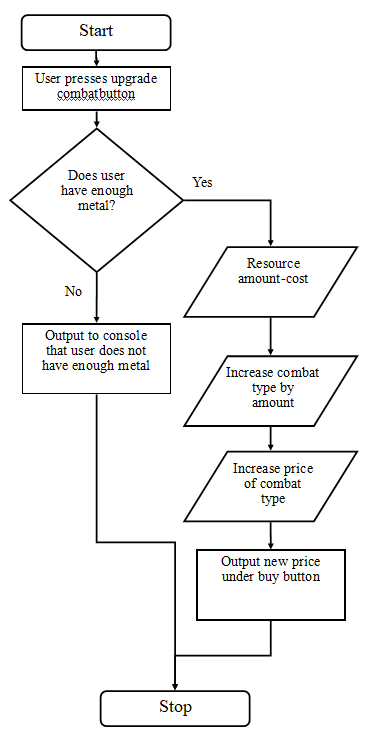 Start
User presses upgrade
combatbutton
Does user
have enough
metal?
Yes
No
Resource
amount-cost
Output to console
that user does not
have enough metal
Increase combat
type by
amount
Increase price
of combat
type
Output new price
under buy button
Stop